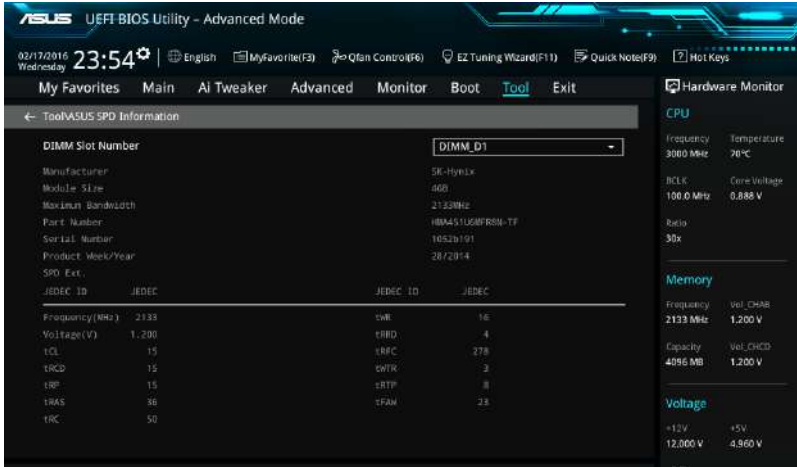 ASUS UEFI BIOS Utility – Advanced Mode
02/17/2016 Wednesday 23:54 English MyFavorite(F3) Qfan Control(F6) EZ Tuning Wizard(F11) Quick Note(F9) ? Hot Keys
My Favorites Main Ai Tweaker Advanced Monitor Boot Tool Exit
← Tool\ASUS SPD Information
DIMM Slot Number DIMM_D1
Manufacturer SK-Hynix
Module Size 4GB
Maximun Bandwidth 2133MHz
Part Number
Serial Number 10526191
Product Week/Year 28/2014
SPD Ext.
JEDEC ID JEDEC JEDEC ID JEDEC
Frequency(MHz) 2133 tWR 16
Voltage(V) 1.200 tRRD 4
tCL 15 tRFC 278
tRCD 15 tWTR 3
tRP 15 tRTP 8
tRAS 36 tFAW 23
tRC 50
Hardware Monitor
CPU
Frequency Temperature
3000 MHz 70°C
BCLK Core Voltage
100.0 MHz 0.888 V
Ratio
30x
Memory
Frequency Vol_CHAB
2133 MHz 1.200 V
Capacity Vol_CHCD
4096 MB 1.200 V
Voltage
+12V +5V
12.000 V 4.960 V